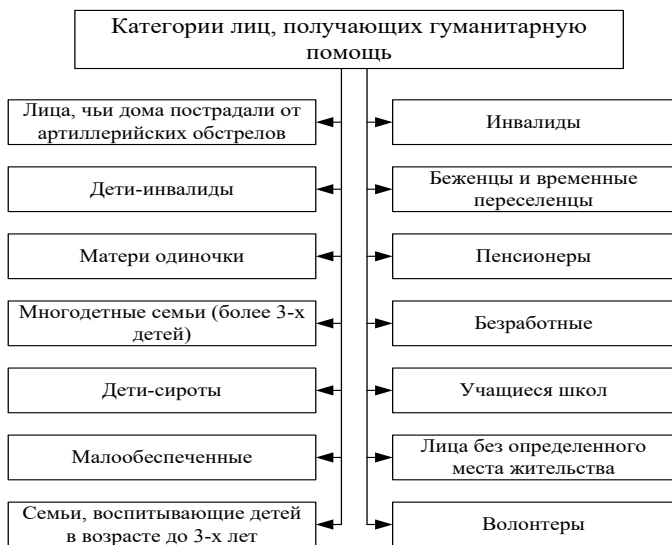 Категории лиц, получающих гуманитарную
помощь
Лица, чьи дома пострадали от
артиллерийских обстрелов
Инвалиды
Дети-инвалиды
Беженцы и временные
переселенцы
Матери одиночки
Пенсионеры
Многодетные семьи (более 3-х
детей)
Безработные
Дети-сироты
Учащиеся школ
Малообеспеченные
Лица без определенного
места жительства
Семьи, воспитывающие детей
в возрасте до 3-х лет
Волонтеры